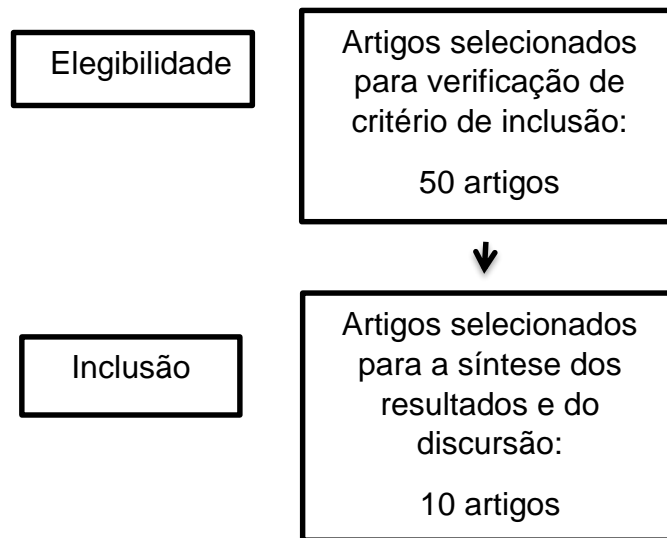 Elegibilidade
Artigos selecionados
para verificação de
critério de inclusão:
50 artigos
Inclusão
Artigos selecionados
para a síntese dos
resultados e do
discursão:
10 artigos